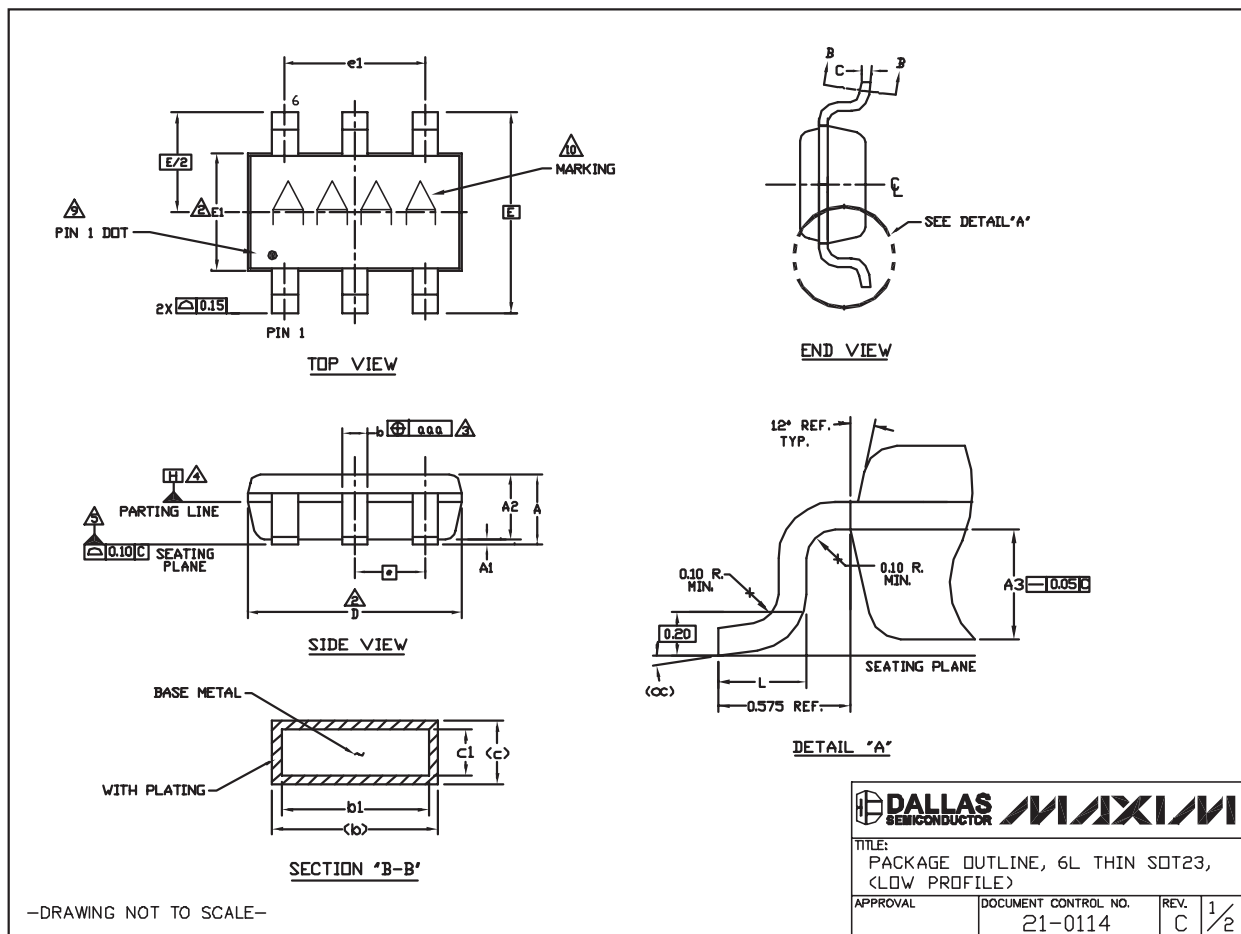 e1
6
E/2
2
E1
E
10
MARKING
9
PIN 1 DOT
2X 0.15
PIN 1
TOP VIEW
B
C
B
C
L
SEE DETAIL"A"
END VIEW
b
aaa
3
H
4
PARTING LINE
5
0.10 C
SEATING
PLANE
A2
A
A1
e
2
D
SIDE VIEW
12° REF.
TYP.
0.10 R.
MIN.
0.10 R.
MIN.
A3
0.05 C
0.20
SEATING PLANE
L
0.575 REF.
DETAIL "A"
BASE METAL
c1
(c)
WITH PLATING
b1
(b)
SECTION "B-B"
-DRAWING NOT TO SCALE-
DALLAS
SEMICONDUCTOR
MAXIM
TITLE:
PACKAGE OUTLINE, 6L THIN SOT23,
(LOW PROFILE)
APPROVAL
DOCUMENT CONTROL NO.
21-0114
REV.
C
1/2